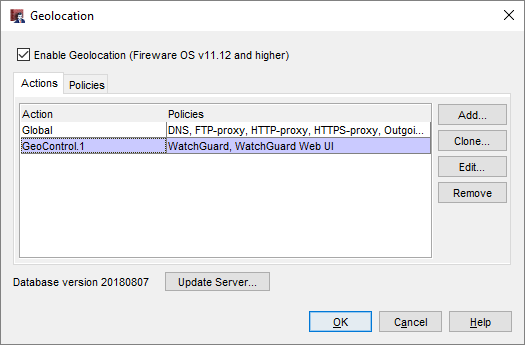 Geolocation
Enable Geolocation (Fireware OS v11.12 and higher)
Actions Policies
Action Policies
Global DNS, FTP-proxy, HTTP-proxy, HTTPS-proxy, Outgoi...
GeoControl.1 WatchGuard, WatchGuard Web UI
Add...
Clone...
Edit...
Remove
Database version 20180807 Update Server...
OK Cancel Help